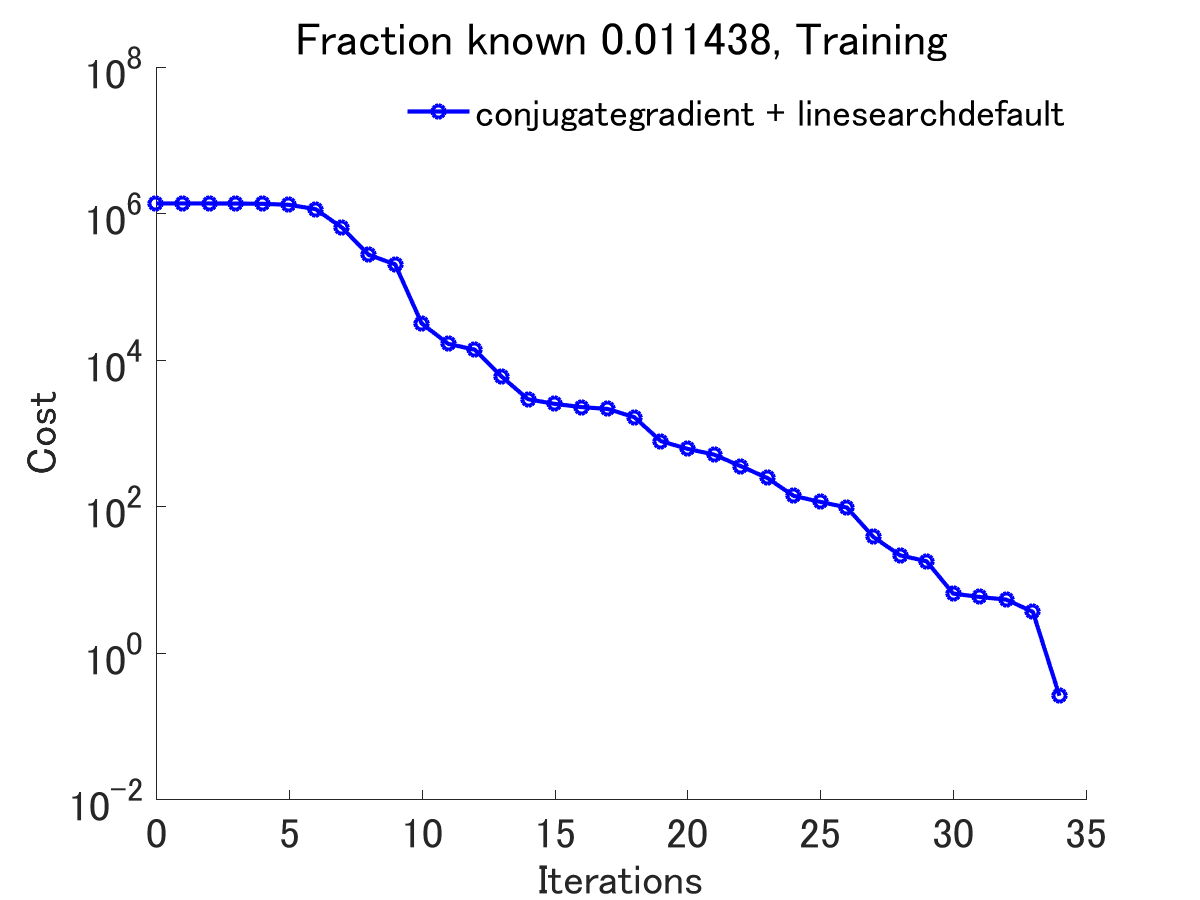 Fraction known 0.011438, Training
conjugategradient + linesearchdefault
Cost
10^8
10^6
10^4
10^2
10^0
10^-2
0 5 10 15 20 25 30 35
Iterations